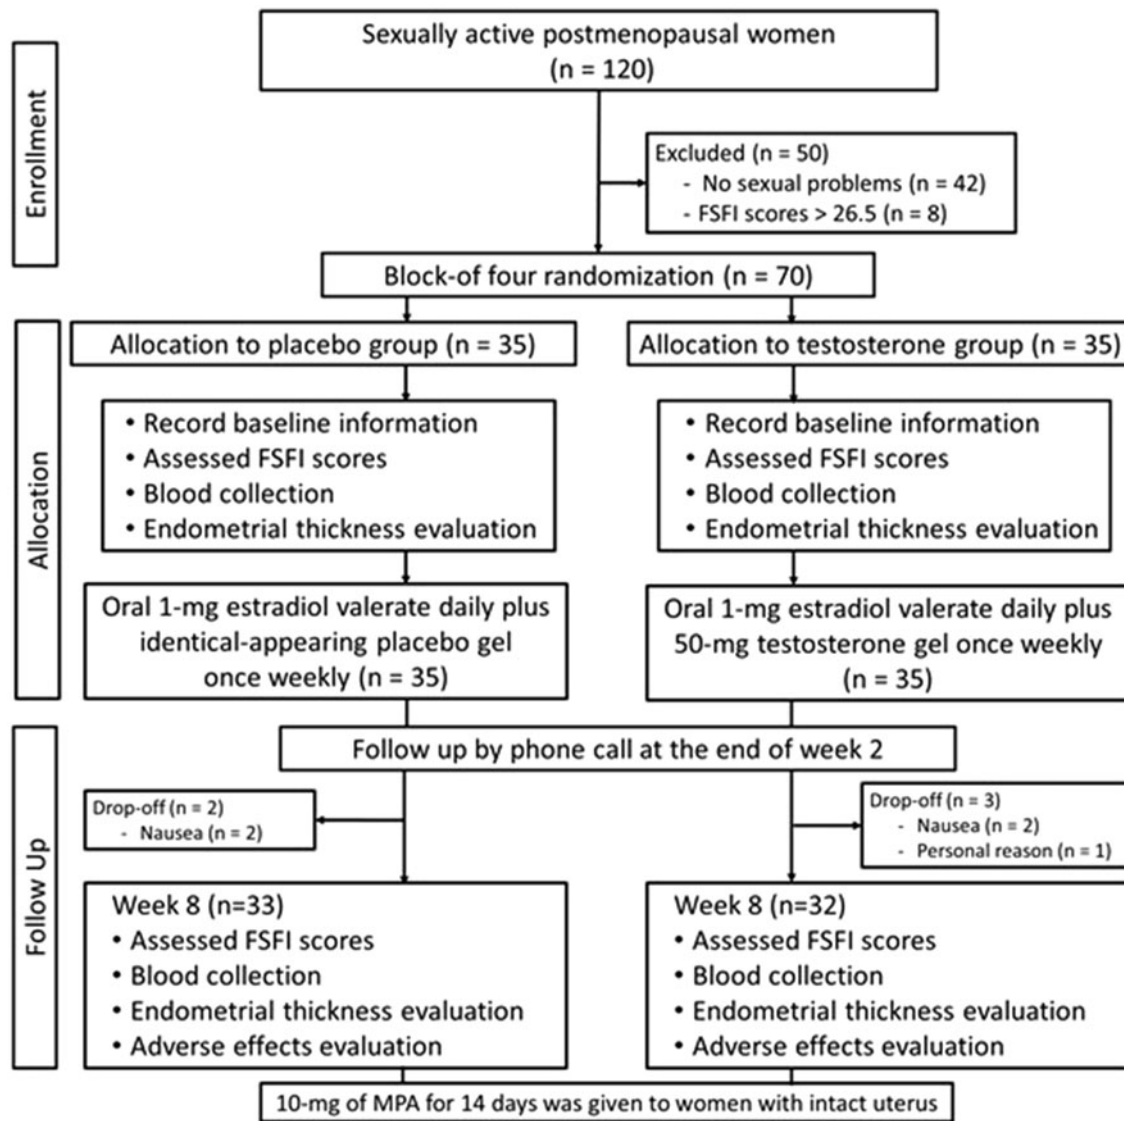 Enrollment
Sexually active postmenopausal women
(n = 120)
Excluded (n = 50)
- No sexual problems (n = 42)
- FSFI scores > 26.5 (n = 8)
Block-of four randomization (n = 70)
Allocation
Allocation to placebo group (n = 35)
Allocation to testosterone group (n = 35)
• Record baseline information
• Assessed FSFI scores
• Blood collection
• Endometrial thickness evaluation
• Record baseline information
• Assessed FSFI scores
• Blood collection
• Endometrial thickness evaluation
Oral 1-mg estradiol valerate daily plus
identical-appearing placebo gel
once weekly (n = 35)
Oral 1-mg estradiol valerate daily plus
50-mg testosterone gel once weekly
(n = 35)
Follow Up
Follow up by phone call at the end of week 2
Drop-off (n = 2)
- Nausea (n = 2)
Drop-off (n = 3)
- Nausea (n = 2)
- Personal reason (n = 1)
Week 8 (n=33)
• Assessed FSFI scores
• Blood collection
• Endometrial thickness evaluation
• Adverse effects evaluation
Week 8 (n=32)
• Assessed FSFI scores
• Blood collection
• Endometrial thickness evaluation
• Adverse effects evaluation
10-mg of MPA for 14 days was given to women with intact uterus